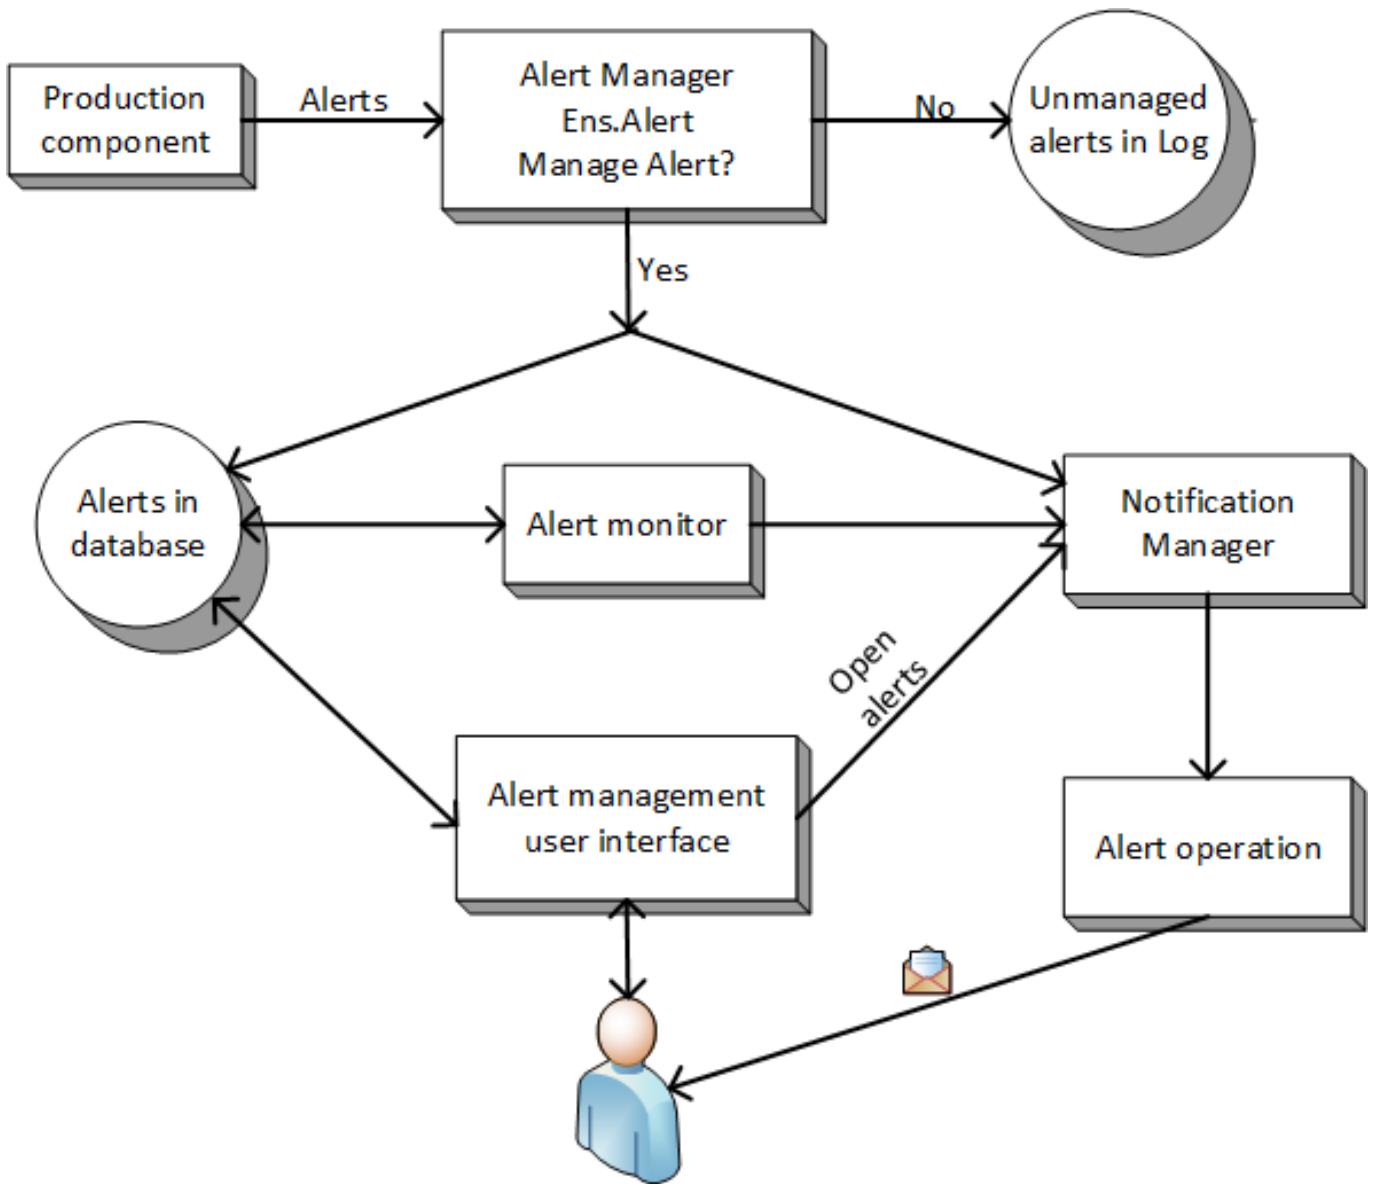 Production
component
Alerts
Alert Manager
Ens.Alert
Manage Alert?
No
Unmanaged
alerts in Log
Yes
Alerts in
database
Alert monitor
Notification
Manager
Open
alerts
Alert management
user interface
Alert operation